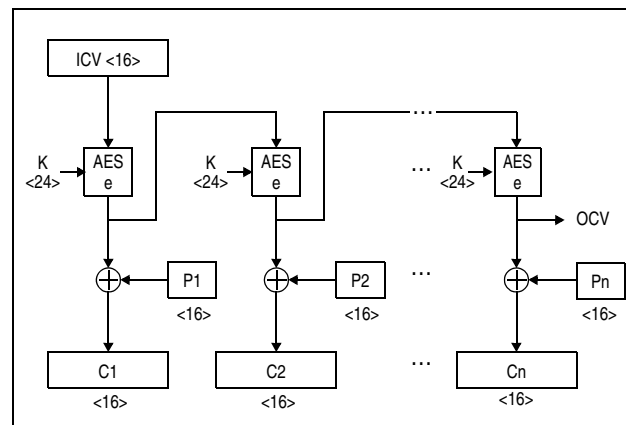 ICV <16>
...
K
<24>
AES
e
K
<24>
AES
e
...
K
<24>
AES
e
OCV
P1
<16>
P2
<16>
...
Pn
<16>
C1
<16>
C2
<16>
...
Cn
<16>